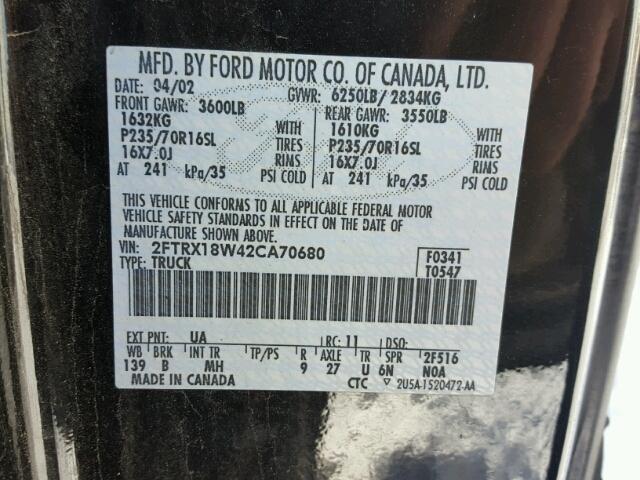 MFD. BY FORD MOTOR CO. OF CANADA, LTD.
DATE: 04/02 GVWR: 6250LB/ 2834KG
FRONT GAWR: 3600LB REAR GAWR: 3550LB
1632KG WITH 1610KG WITH
P235/70R16SL TIRES P235/70R16SL TIRES
16X7.0J RIMS 16X7.0J RIMS
AT 241 kPa/35 PSI COLD AT 241 kPa/35 PSI COLD
THIS VEHICLE CONFORMS TO ALL APPLICABLE FEDERAL MOTOR
VEHICLE SAFETY STANDARDS IN EFFECT ON THE DATE OF
MANUFACTURE SHOWN ABOVE.
VIN: 2FTRX18W42CA70680 F0341
TYPE: TRUCK T0547
EXT PNT: UA RC: 11 DSO:
WB BRK INT TR TP/PS R AXLE TR SPR 2F516
139 B MH 9 27 U 6N NOA
MADE IN CANADA CTC 2U5A-1520472-AA